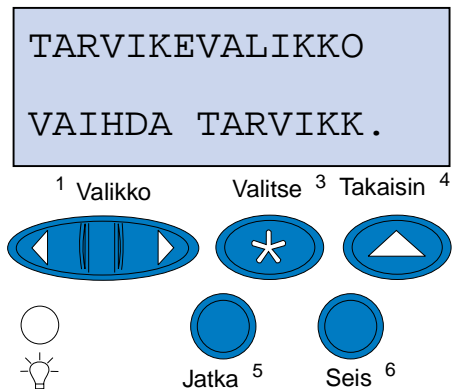 TARVIKEVALIKKO
VAIHDA TARVIKK.
1 Valikko Valitse 3 Takaisin 4
Jatka 5 Seis 6